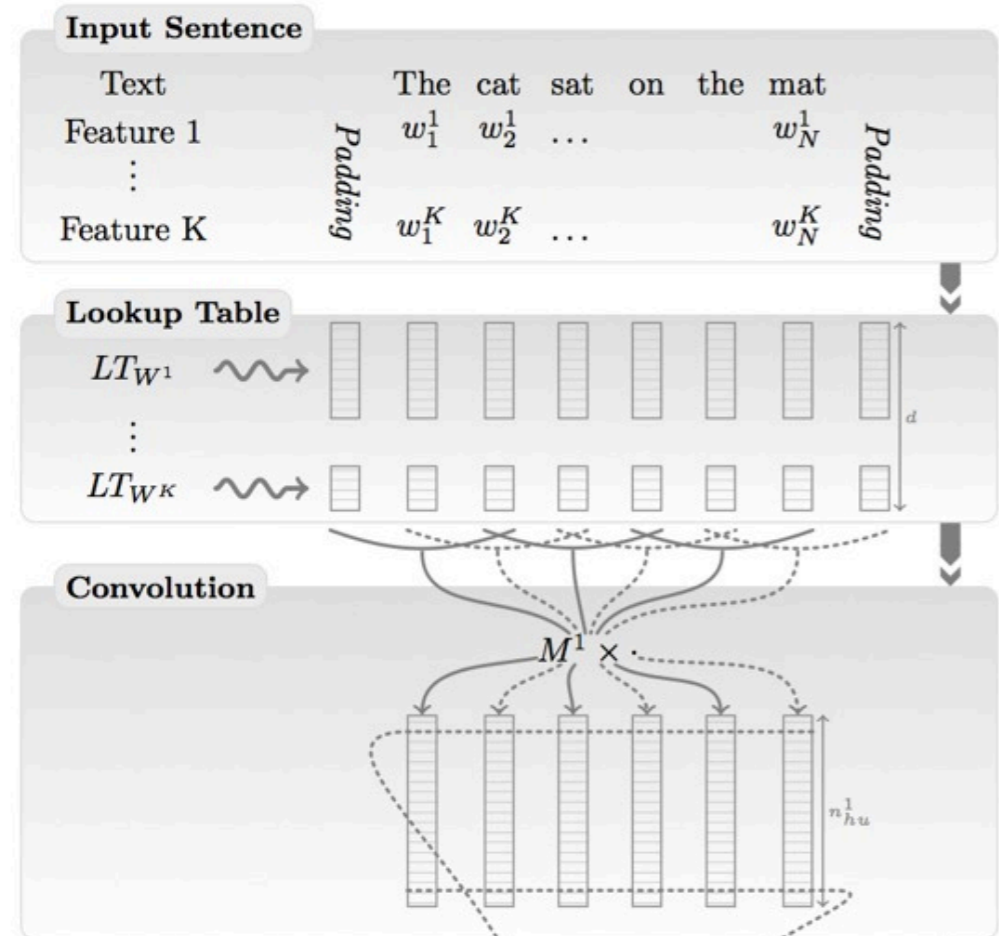 Input Sentence
Text The cat sat on the mat
Feature 1 w_1^1 w_2^1 ... w_N^1
Padding Padding
⋮
Feature K w_1^K w_2^K ... w_N^K
Lookup Table
LT_{W^1}
d
⋮
LT_{W^K}
Convolution
M^1 × ·
n_{hu}^1